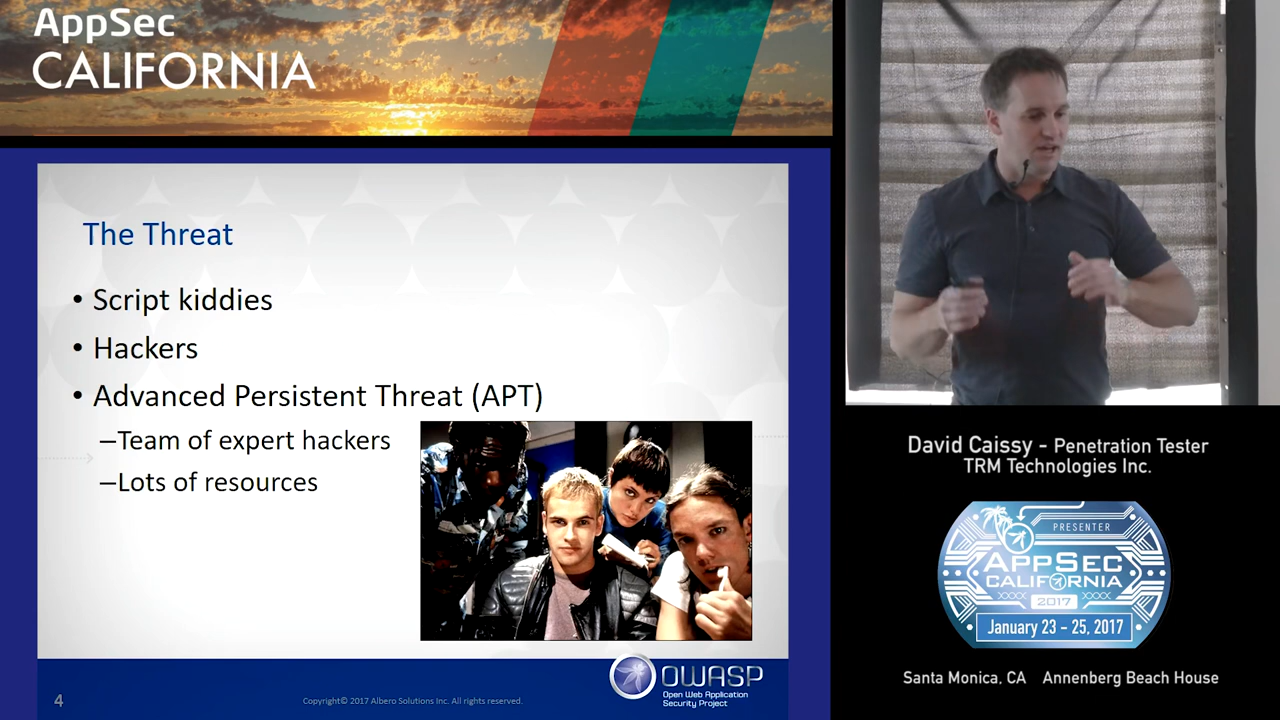 AppSec
CALIFORNIA
The Threat
• Script kiddies
• Hackers
• Advanced Persistent Threat (APT)
–Team of expert hackers
–Lots of resources
4
Copyright© 2017 Albero Solutions Inc. All rights reserved.
OWASP
Open Web Application
Security Project
David Caissy - Penetration Tester
TRM Technologies Inc.
PRESENTER
APPSEC
CALIFORNIA
2017
January 23 - 25, 2017
Santa Monica, CA Annenberg Beach House